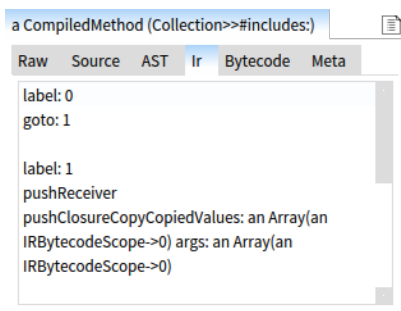 a CompiledMethod (Collection>>#includes:)
Raw Source AST Ir Bytecode Meta
label: 0
goto: 1
label: 1
pushReceiver
pushClosureCopyCopiedValues: an Array(an
IRBytecodeScope->0) args: an Array(an
IRBytecodeScope->0)